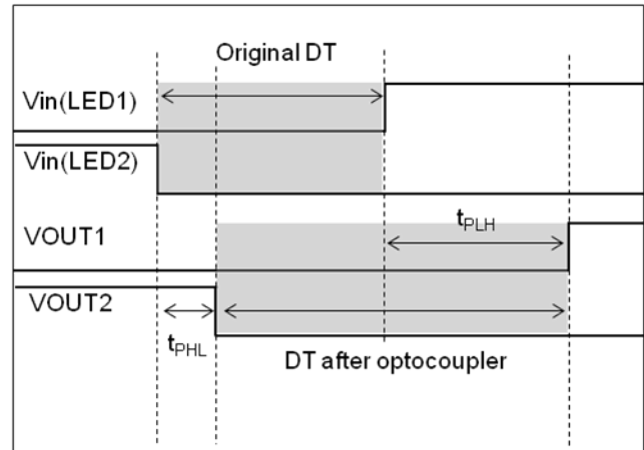 Original DT
Vin(LED1)
Vin(LED2)
VOUT1
tPLH
VOUT2
tPHL
DT after optocoupler